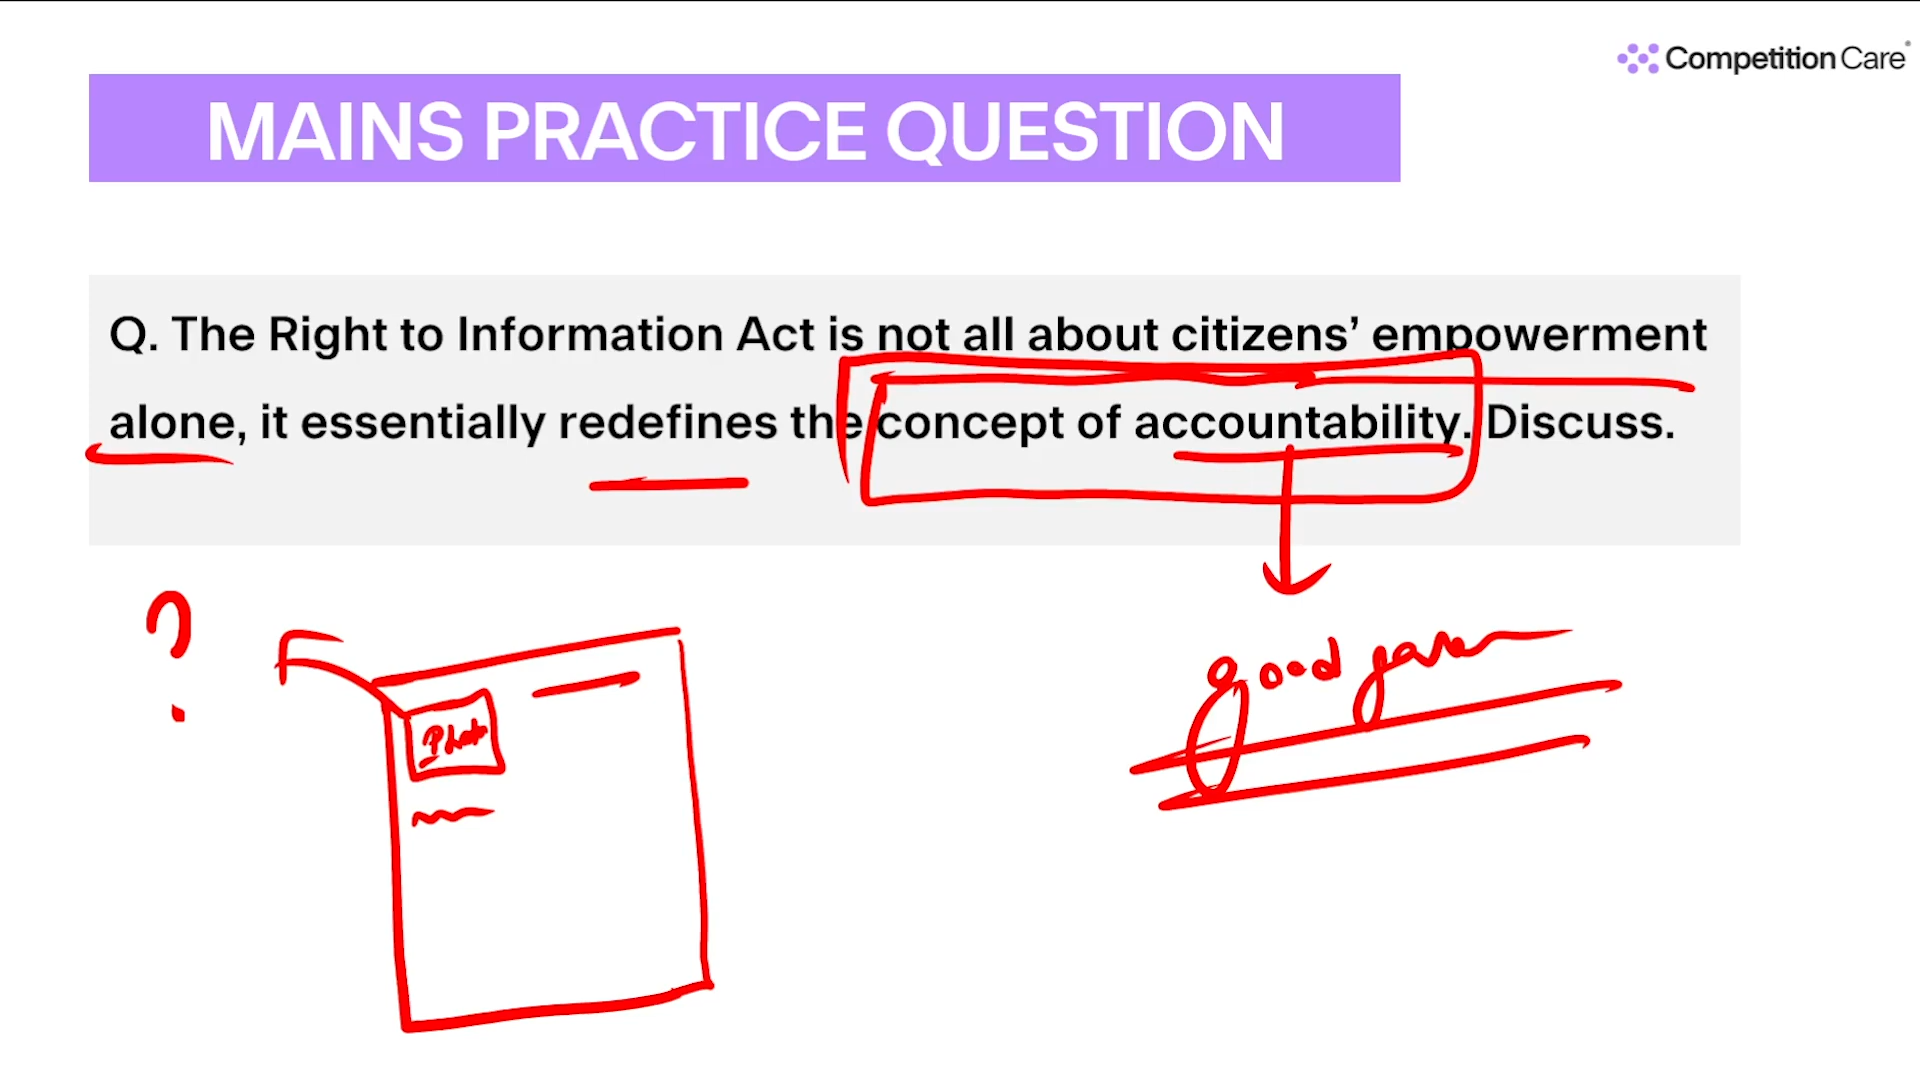 Competition Care
MAINS PRACTICE QUESTION
Q. The Right to Information Act is not all about citizens’ empowerment
alone, it essentially redefines the concept of accountability. Discuss.
?
good
Photo